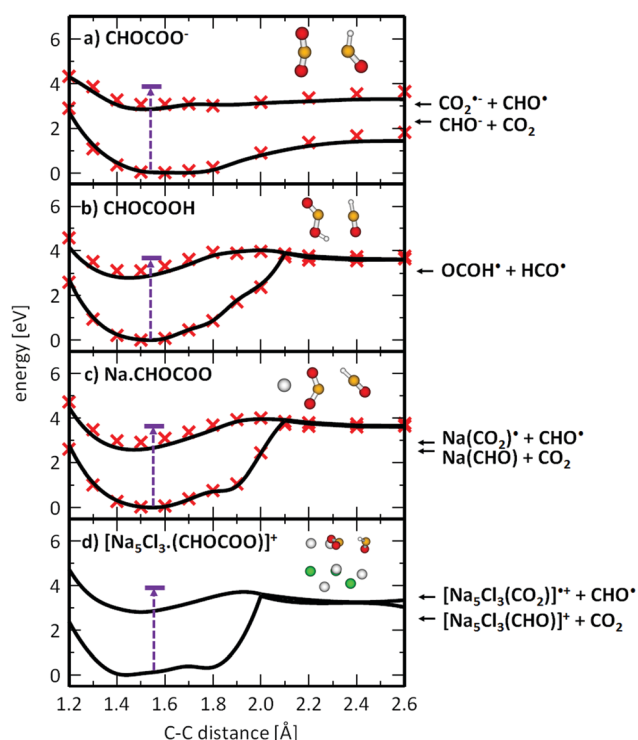 a) CHOCOO⁻
6
4
2
0
CO₂•⁻ + CHO•
CHO⁻ + CO₂
b) CHOCOOH
6
4
2
0
OCOH• + HCO•
energy [eV]
c) Na.CHOCOO
6
4
2
0
Na(CO₂)• + CHO•
Na(CHO) + CO₂
d) [Na₅Cl₃.(CHOCOO)]⁺
6
4
2
0
[Na₅Cl₃(CO₂)]•⁺ + CHO•
[Na₅Cl₃(CHO)]⁺ + CO₂
1.2 1.4 1.6 1.8 2.0 2.2 2.4 2.6
C-C distance [Å]